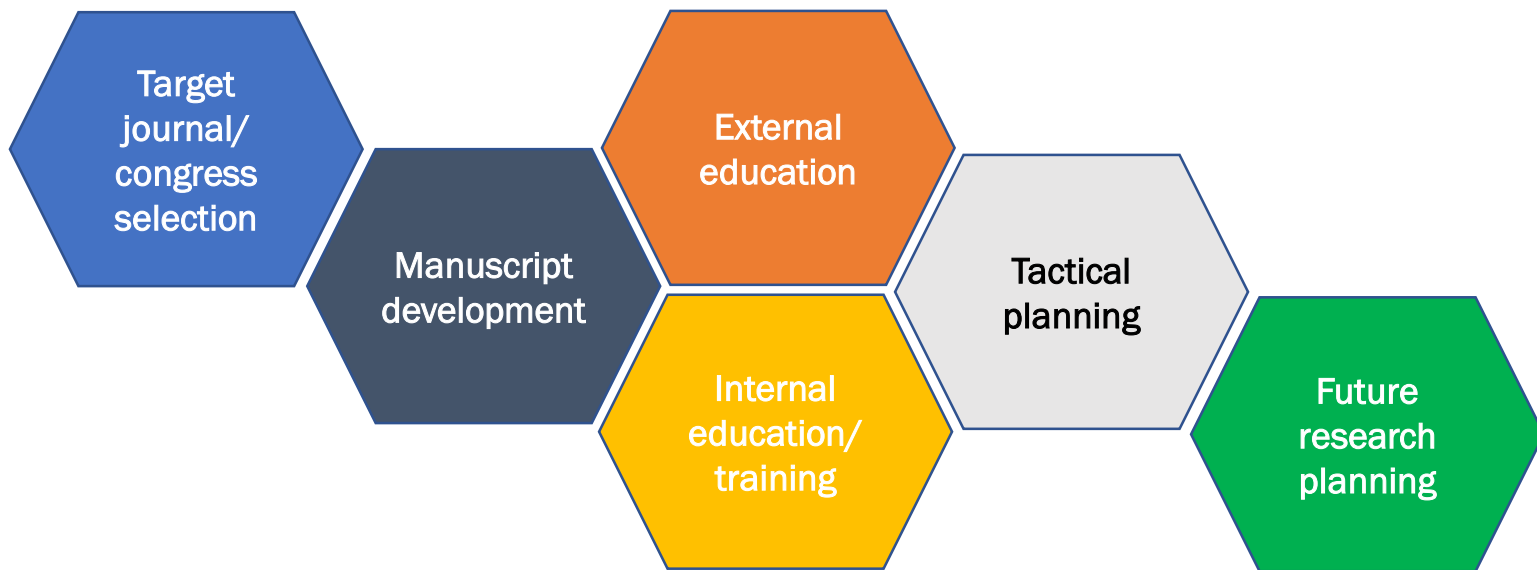 Target
journal/
congress
selection
Manuscript
development
External
education
Internal
education/
training
Tactical
planning
Future
research
planning